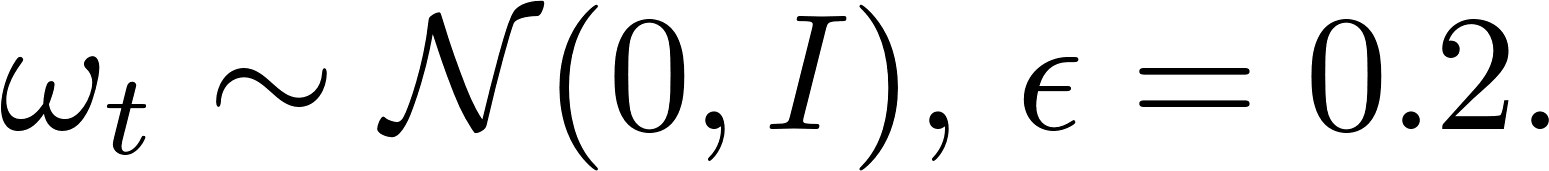 ω_t ∼ 𝒩(0, I), ϵ = 0.2.